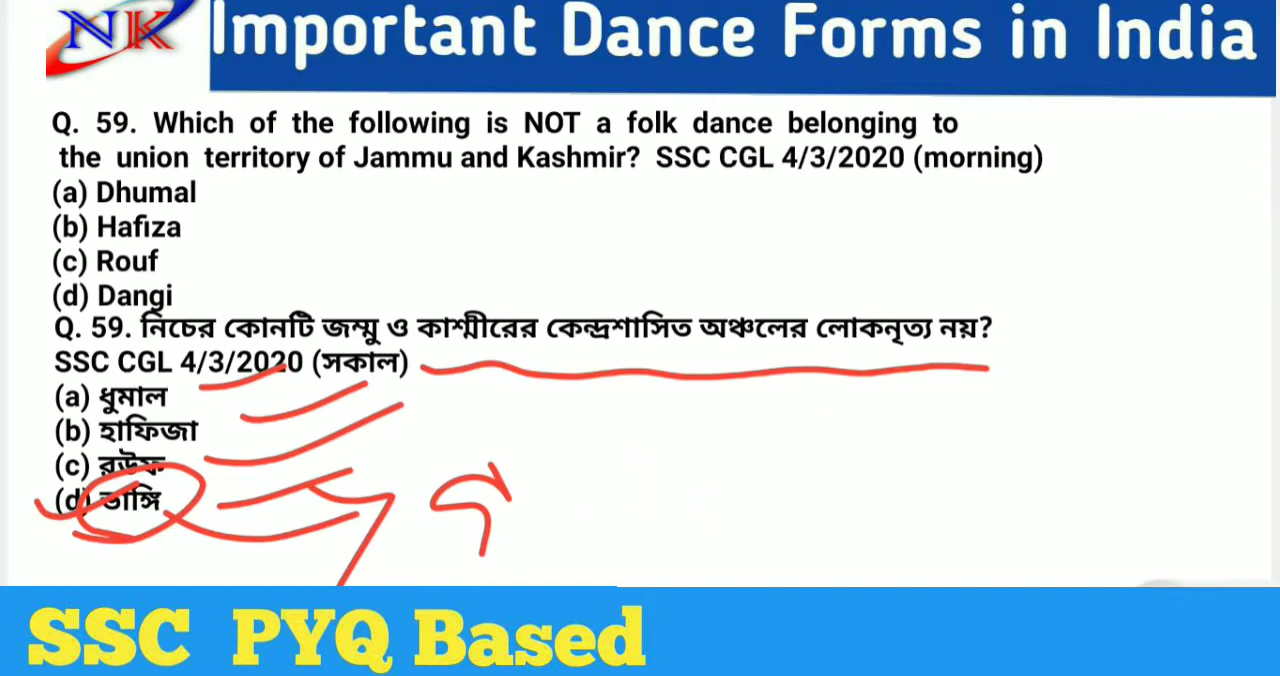 NK Important Dance Forms in India
Q. 59. Which of the following is NOT a folk dance belonging to
the union territory of Jammu and Kashmir? SSC CGL 4/3/2020 (morning)
(a) Dhumal
(b) Hafiza
(c) Rouf
(d) Dangi
Q. 59. নিচের কোনটি জম্মু ও কাশ্মীরের কেন্দ্রশাসিত অঞ্চলের লোকনৃত্য নয়?
SSC CGL 4/3/2020 (সকাল)
(a) ধুমাল
(b) হাফিজা
(c) রউফ
(d) ডাঙ্গি
SSC PYQ Based